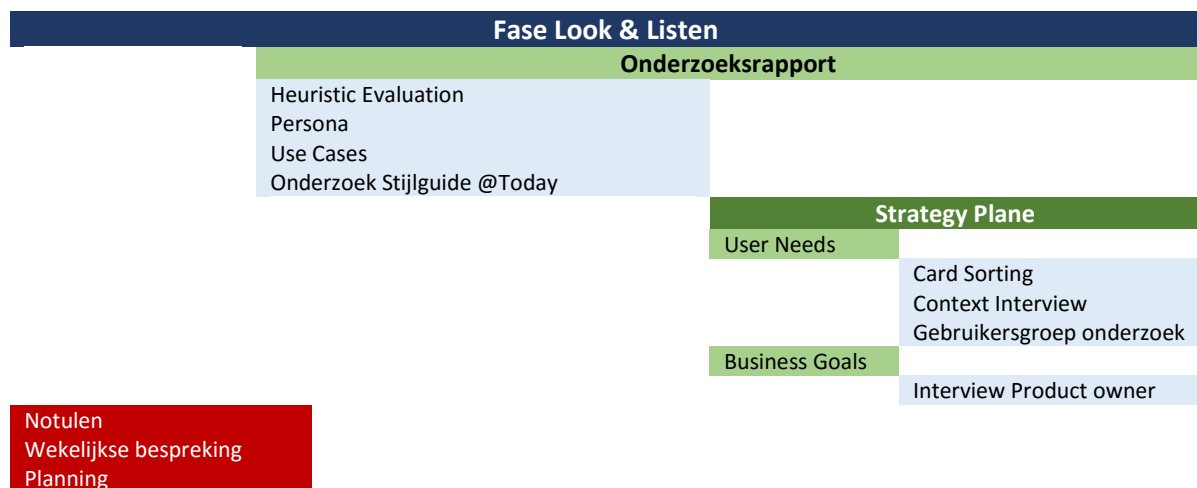 Fase Look & Listen
Onderzoeksrapport
Heuristic Evaluation
Persona
Use Cases
Onderzoek Stijlguide @Today
Strategy Plane
User Needs
Card Sorting
Context Interview
Gebruikersgroep onderzoek
Business Goals
Interview Product owner
Notulen
Wekelijkse bespreking
Planning